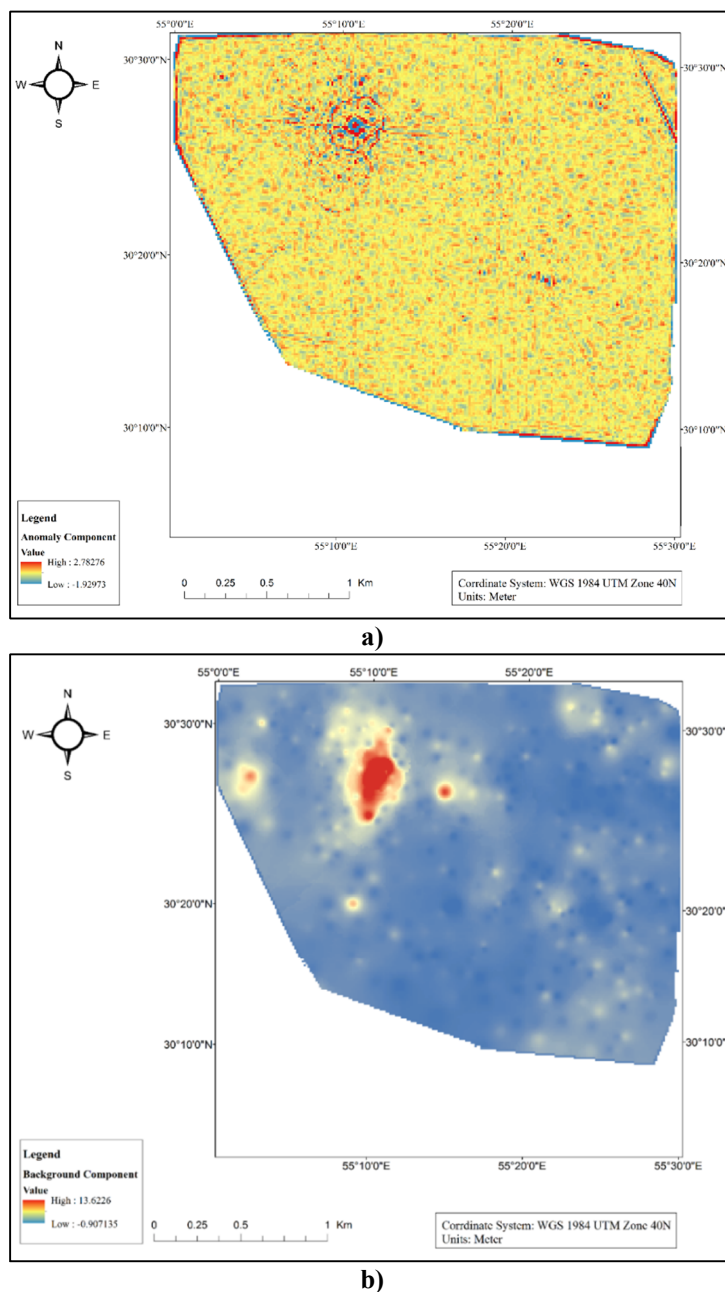 55°0'0"E 55°10'0"E 55°20'0"E
N
W E
S
30°30'0"N 30°30'0"N
30°20'0"N 30°20'0"N
30°10'0"N 30°10'0"N
55°10'0"E 55°20'0"E 55°30'0"E
Legend
Anomaly Component
Value
High : 2.78276
Low : -1.92973
0 0.25 0.5 1 Km
Corrdinate System: WGS 1984 UTM Zone 40N
Units: Meter
a)
55°0'0"E 55°10'0"E 55°20'0"E
N
W E
S
30°30'0"N 30°30'0"N
30°20'0"N 30°20'0"N
30°10'0"N 30°10'0"N
55°10'0"E 55°20'0"E 55°30'0"E
Legend
Background Component
Value
High : 13.6226
Low : -0.907135
0 0.25 0.5 1 Km
Corrdinate System: WGS 1984 UTM Zone 40N
Units: Meter
b)